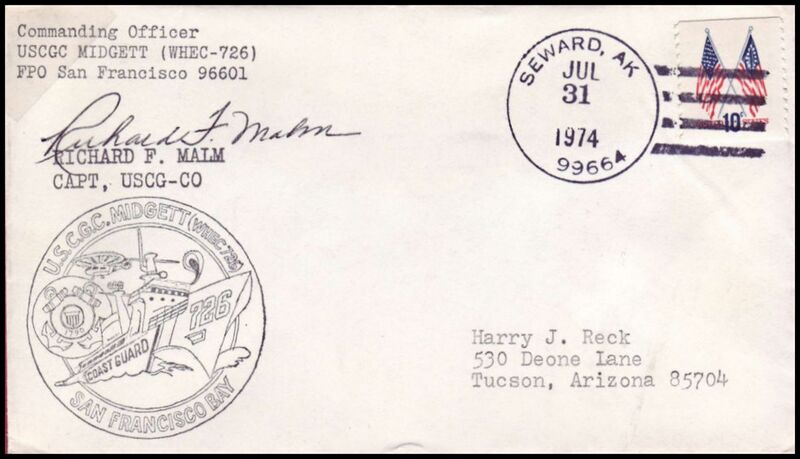 Commanding Officer
USCGC MIDGETT (WHEC-726)
FPO San Francisco 96601
Richard F Malm
RICHARD F. MALM
CAPT, USCG-CO
U.S.C.G.C. MIDGETT (WHEC 726)
726
1790
COAST GUARD
SAN FRANCISCO BAY
SEWARD, AK
JUL
31
1974
99664
10¢
Harry J. Reck
530 Deone Lane
Tucson, Arizona 85704